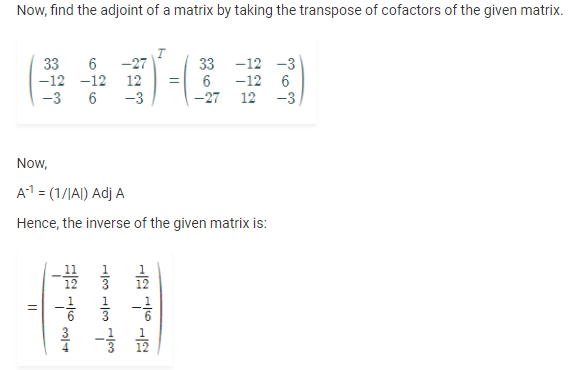 Now, find the adjoint of a matrix by taking the transpose of cofactors of the given matrix.
33 6 -27 T 33 -12 -3
-12 -12 12 = 6 -12 6
-3 6 -3 -27 12 -3
Now,
A-1 = (1/|A|) Adj A
Hence, the inverse of the given matrix is:
-11/12 1/3 1/12
= -1/6 1/3 -1/6
3/4 -1/3 1/12